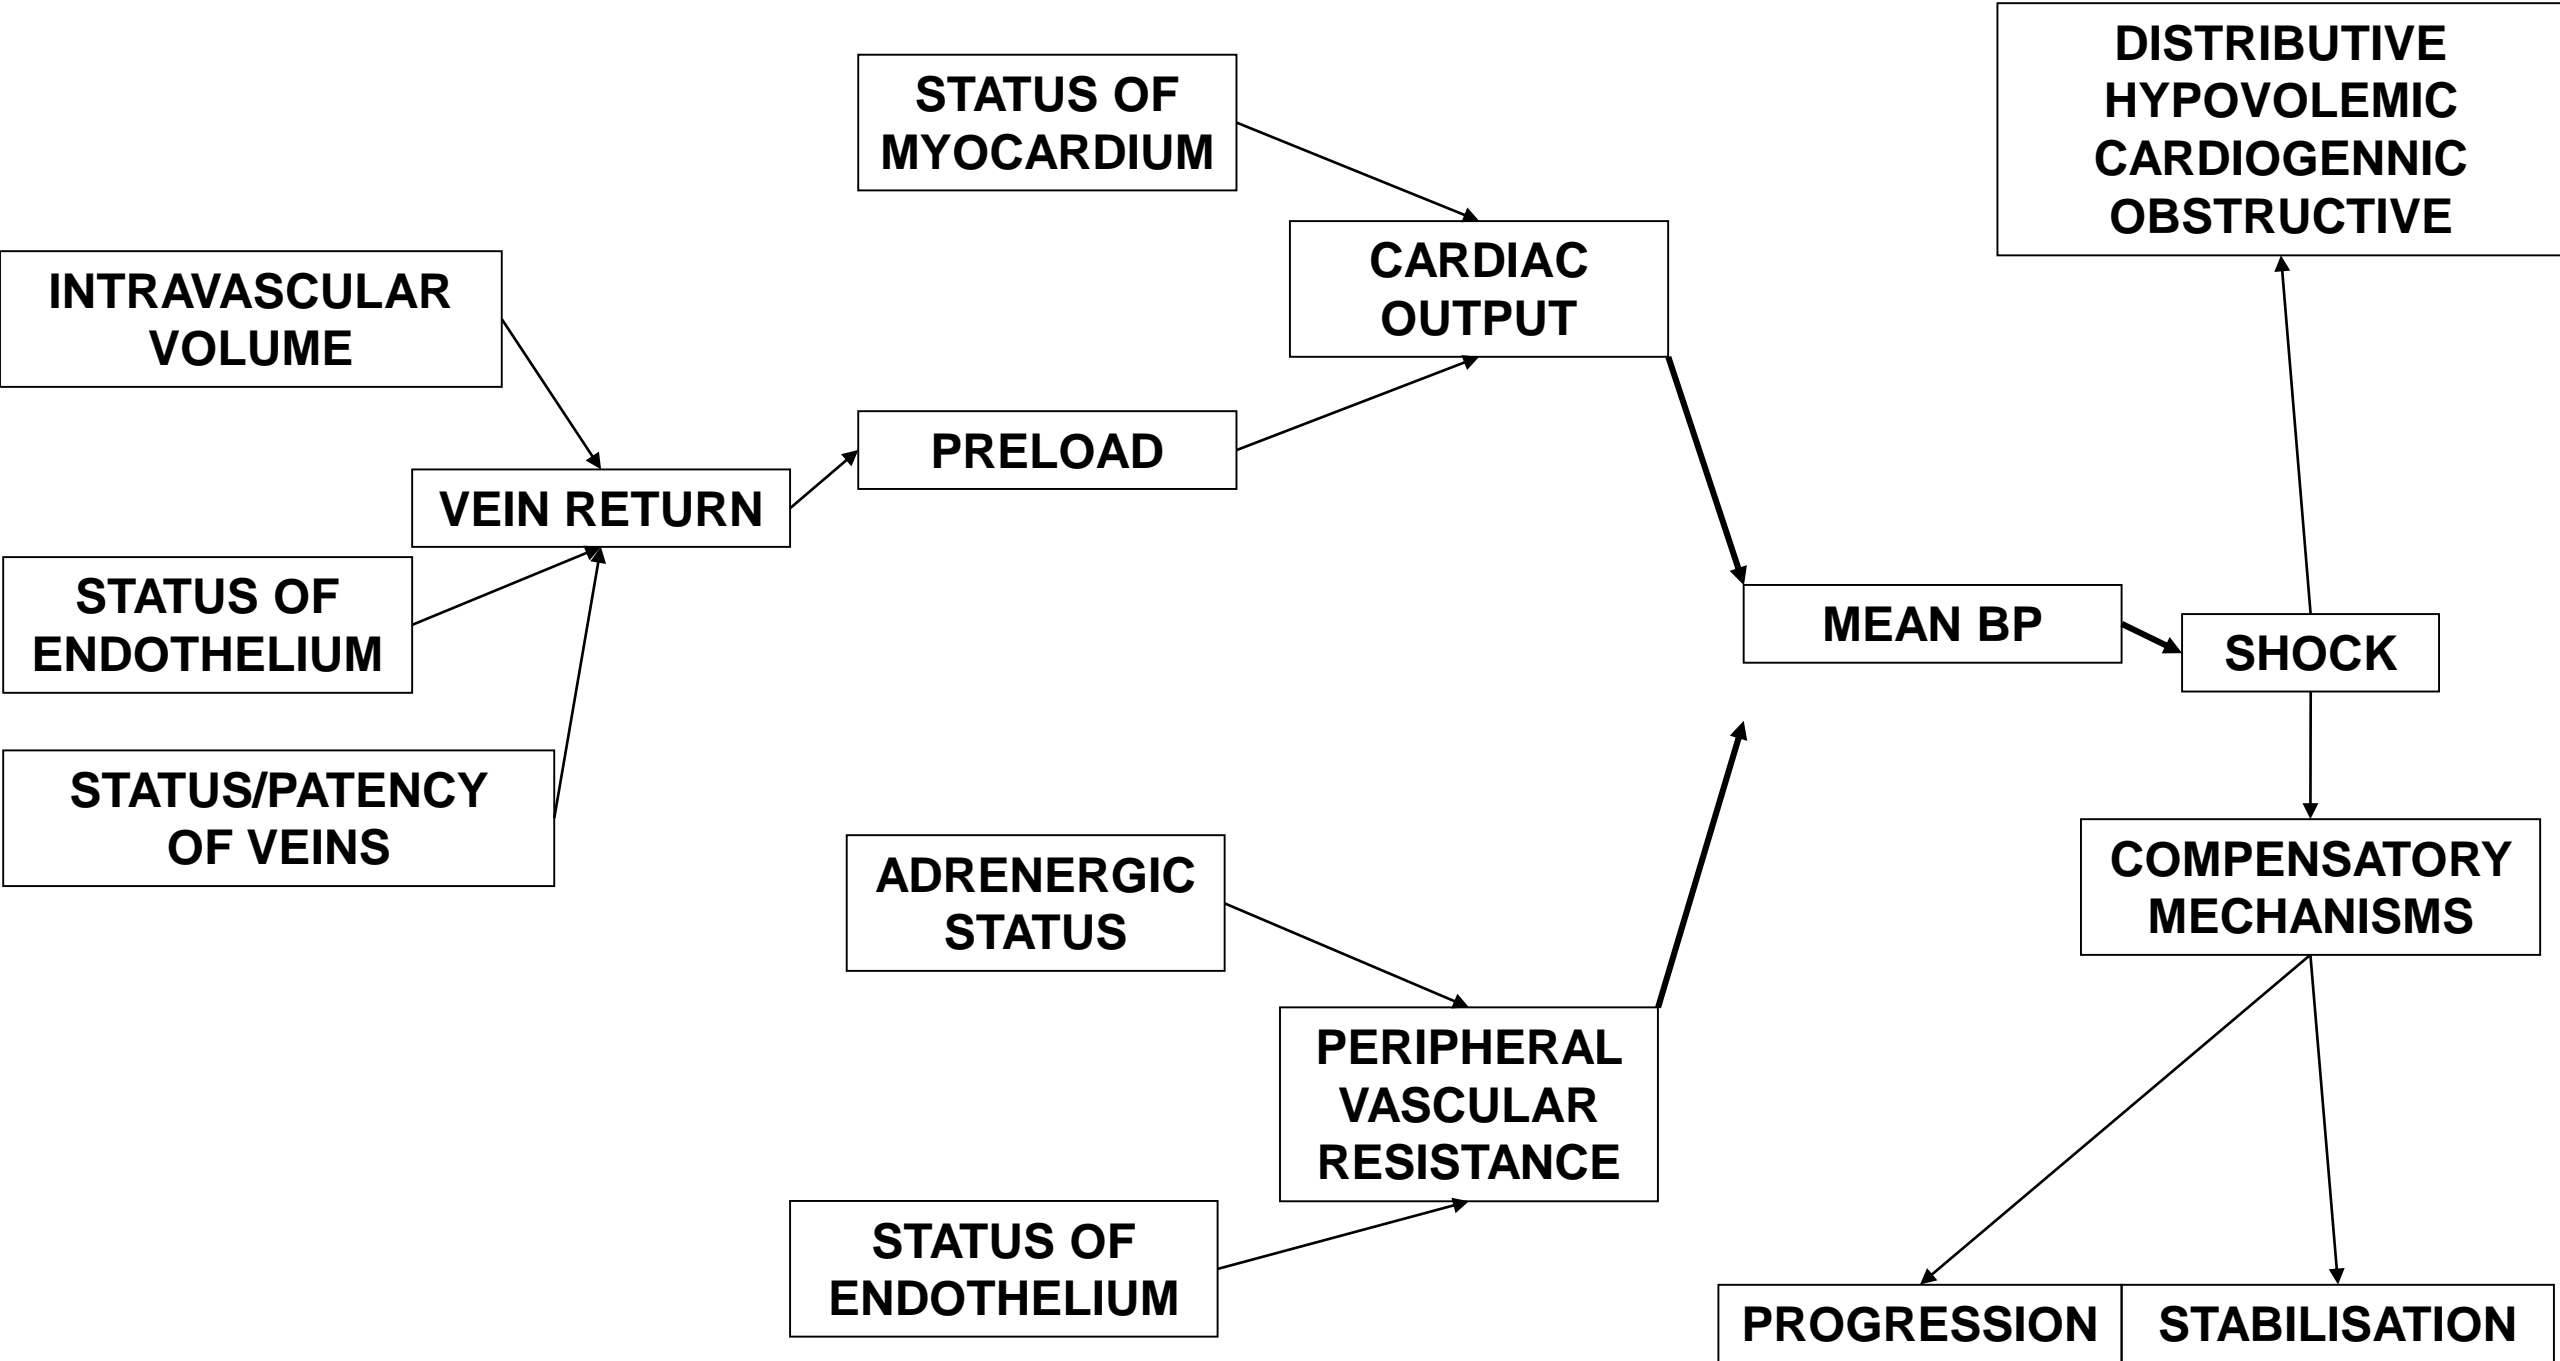 DISTRIBUTIVE
HYPOVOLEMIC
CARDIOGENNIC
OBSTRUCTIVE
STATUS OF
MYOCARDIUM
CARDIAC
OUTPUT
INTRAVASCULAR
VOLUME
PRELOAD
VEIN RETURN
STATUS OF
ENDOTHELIUM
MEAN BP
SHOCK
STATUS/PATENCY
OF VEINS
ADRENERGIC
STATUS
COMPENSATORY
MECHANISMS
PERIPHERAL
VASCULAR
RESISTANCE
STATUS OF
ENDOTHELIUM
PROGRESSION
STABILISATION